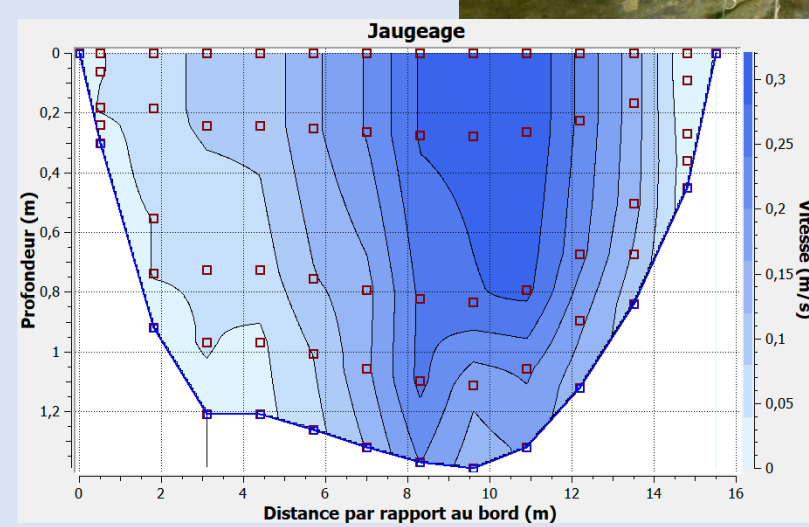 Jaugeage
0
0,2
0,4
0,6
0,8
1
1,2
Profondeur (m)
0 2 4 6 8 10 12 14 16
Distance par rapport au bord (m)
0,3
0,25
0,2
0,15
0,1
0,05
0
Vitesse (m/s)